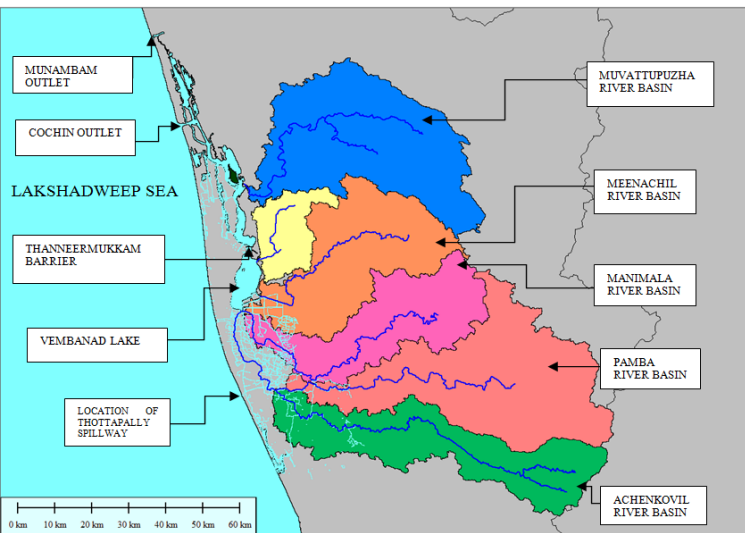 MUNAMBAM
OUTLET
COCHIN OUTLET
LAKSHADWEEP SEA
THANNEERMUKKAM
BARRIER
VEMBANAD LAKE
LOCATION OF
THOTTAPALLY
SPILLWAY
MUVATTUPUZHA
RIVER BASIN
MEENACHIL
RIVER BASIN
MANIMALA
RIVER BASIN
PAMBA
RIVER BASIN
ACHENKOVIL
RIVER BASIN
0 km 10 km 20 km 30 km 40 km 50 km 60 km